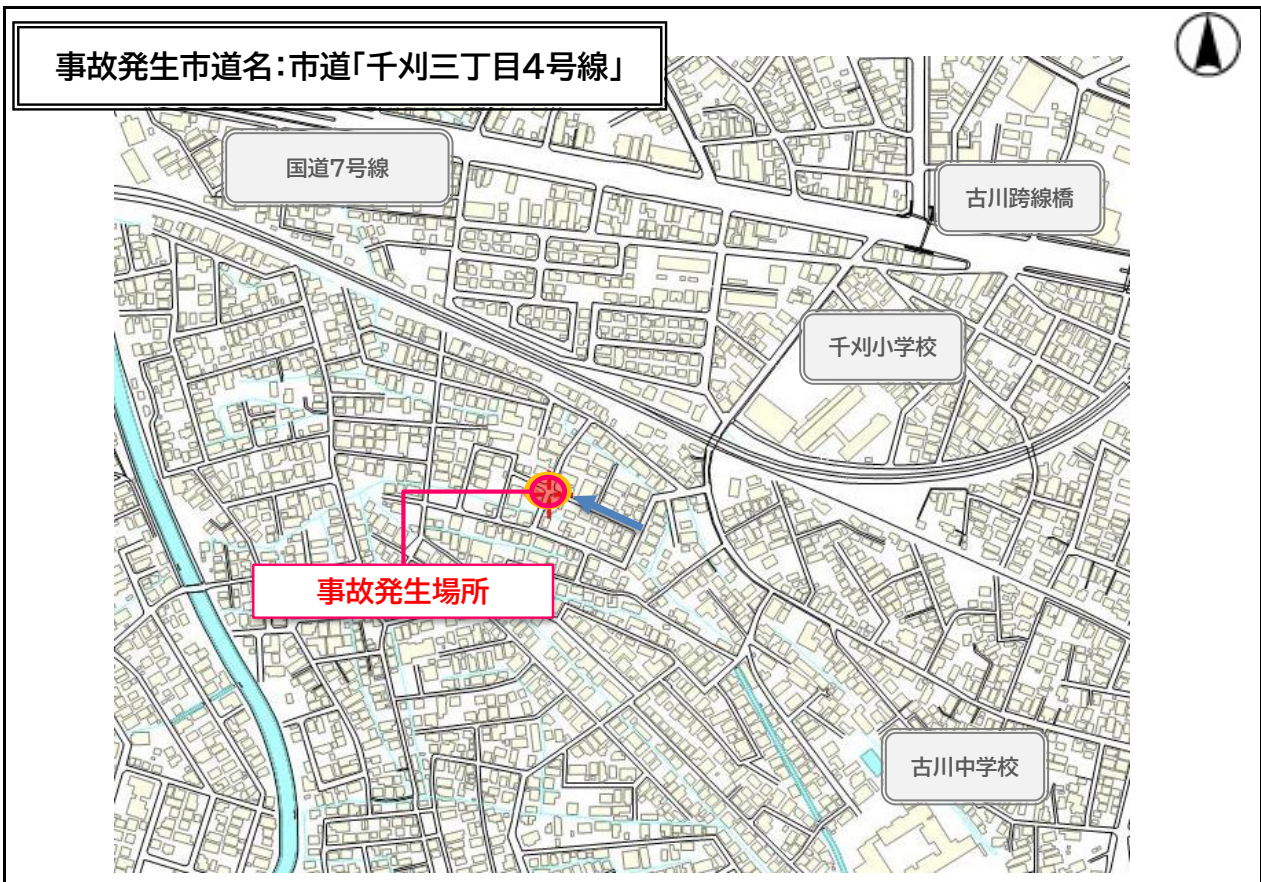 事故発生市道名:市道「千刈三丁目4号線」
国道7号線
古川跨線橋
千刈小学校
事故発生場所
古川中学校